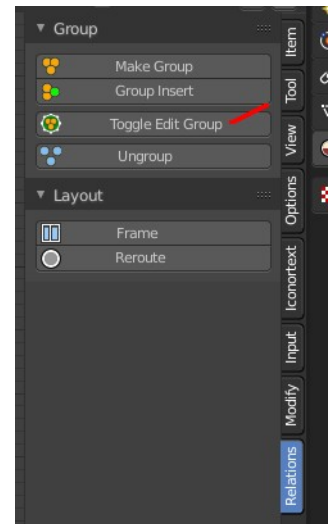 Group
Make Group
Group Insert
Toggle Edit Group
Ungroup
Layout
Frame
Reroute
Item
Tool
View
Options
Iconortext
Input
Modify
Relations